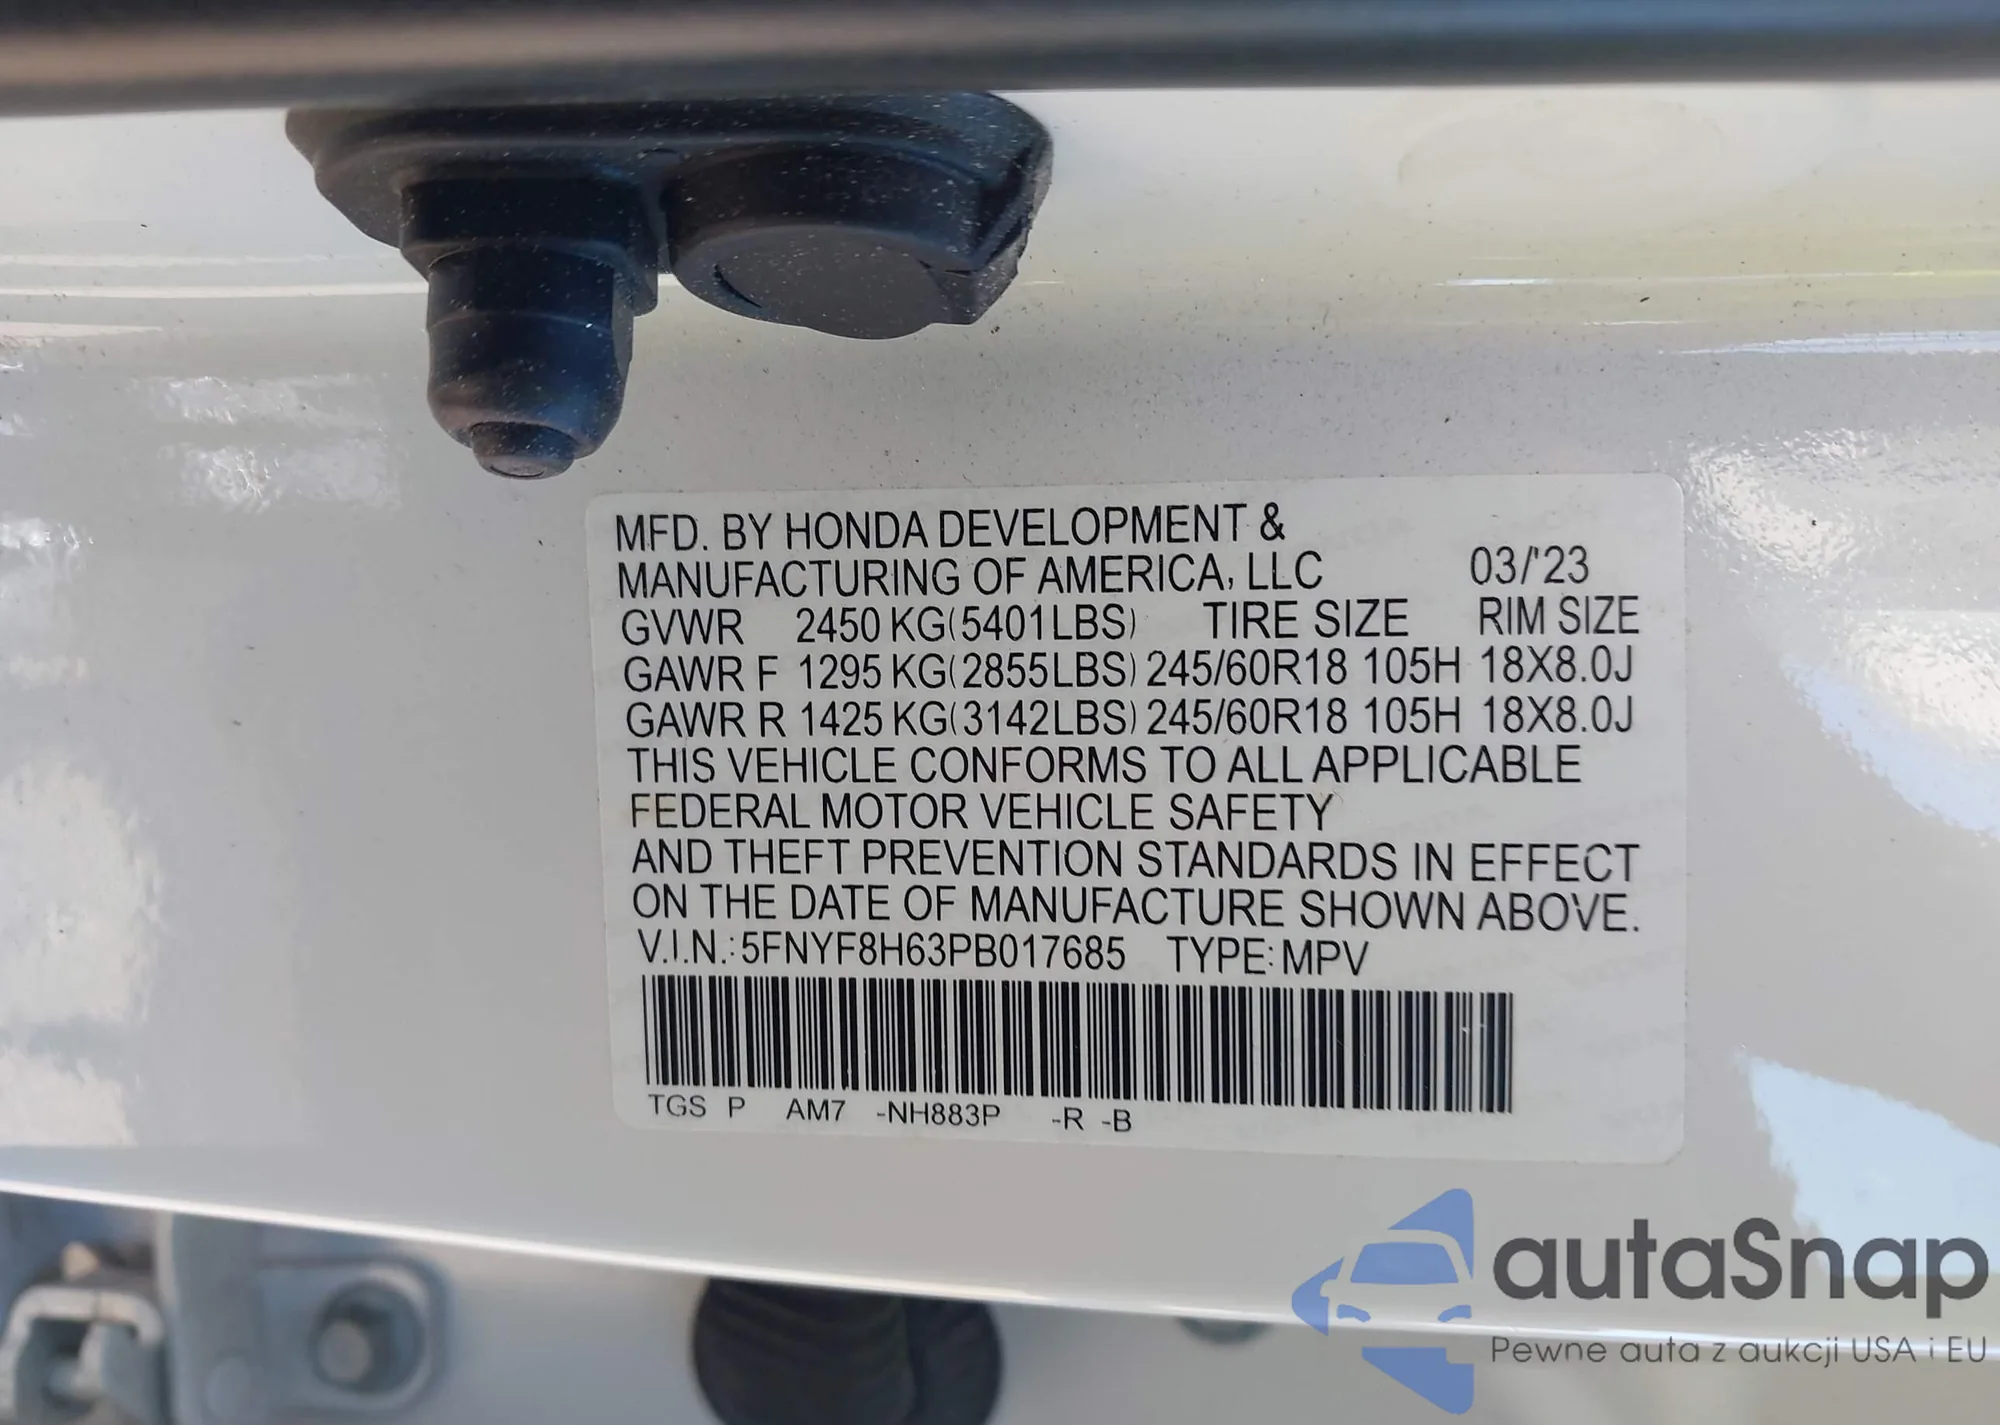 MFD. BY HONDA DEVELOPMENT &
MANUFACTURING OF AMERICA, LLC 03/'23
GVWR 2450 KG(5401LBS) TIRE SIZE RIM SIZE
GAWR F 1295 KG(2855LBS) 245/60R18 105H 18X8.0J
GAWR R 1425 KG(3142LBS) 245/60R18 105H 18X8.0J
THIS VEHICLE CONFORMS TO ALL APPLICABLE
FEDERAL MOTOR VEHICLE SAFETY
AND THEFT PREVENTION STANDARDS IN EFFECT
ON THE DATE OF MANUFACTURE SHOWN ABOVE.
V.I.N.: 5FNYF8H63PB017685 TYPE: MPV
TGS P AM7 -NH883P -R -B
autaSnap
Pewne auta z aukcji USA i EU